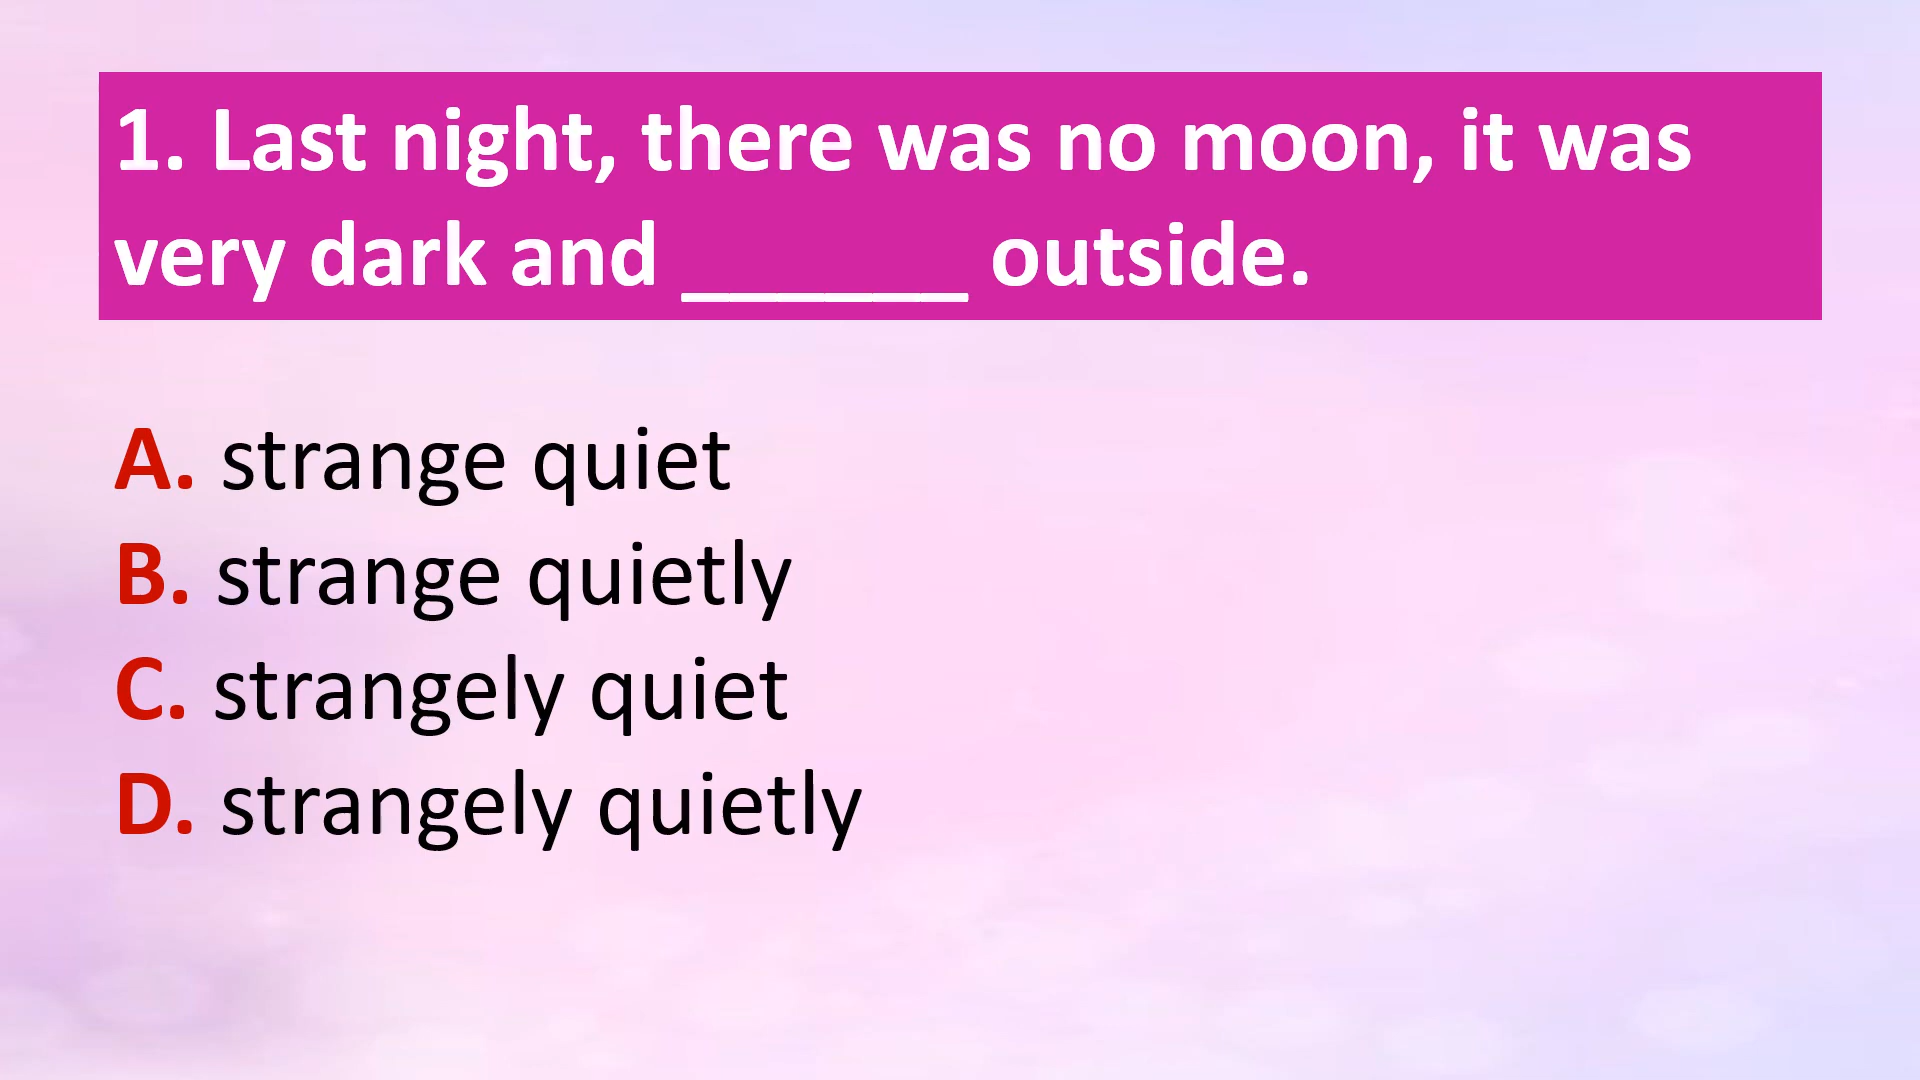 1. Last night, there was no moon, it was
very dark and ______ outside.
A. strange quiet
B. strange quietly
C. strangely quiet
D. strangely quietly